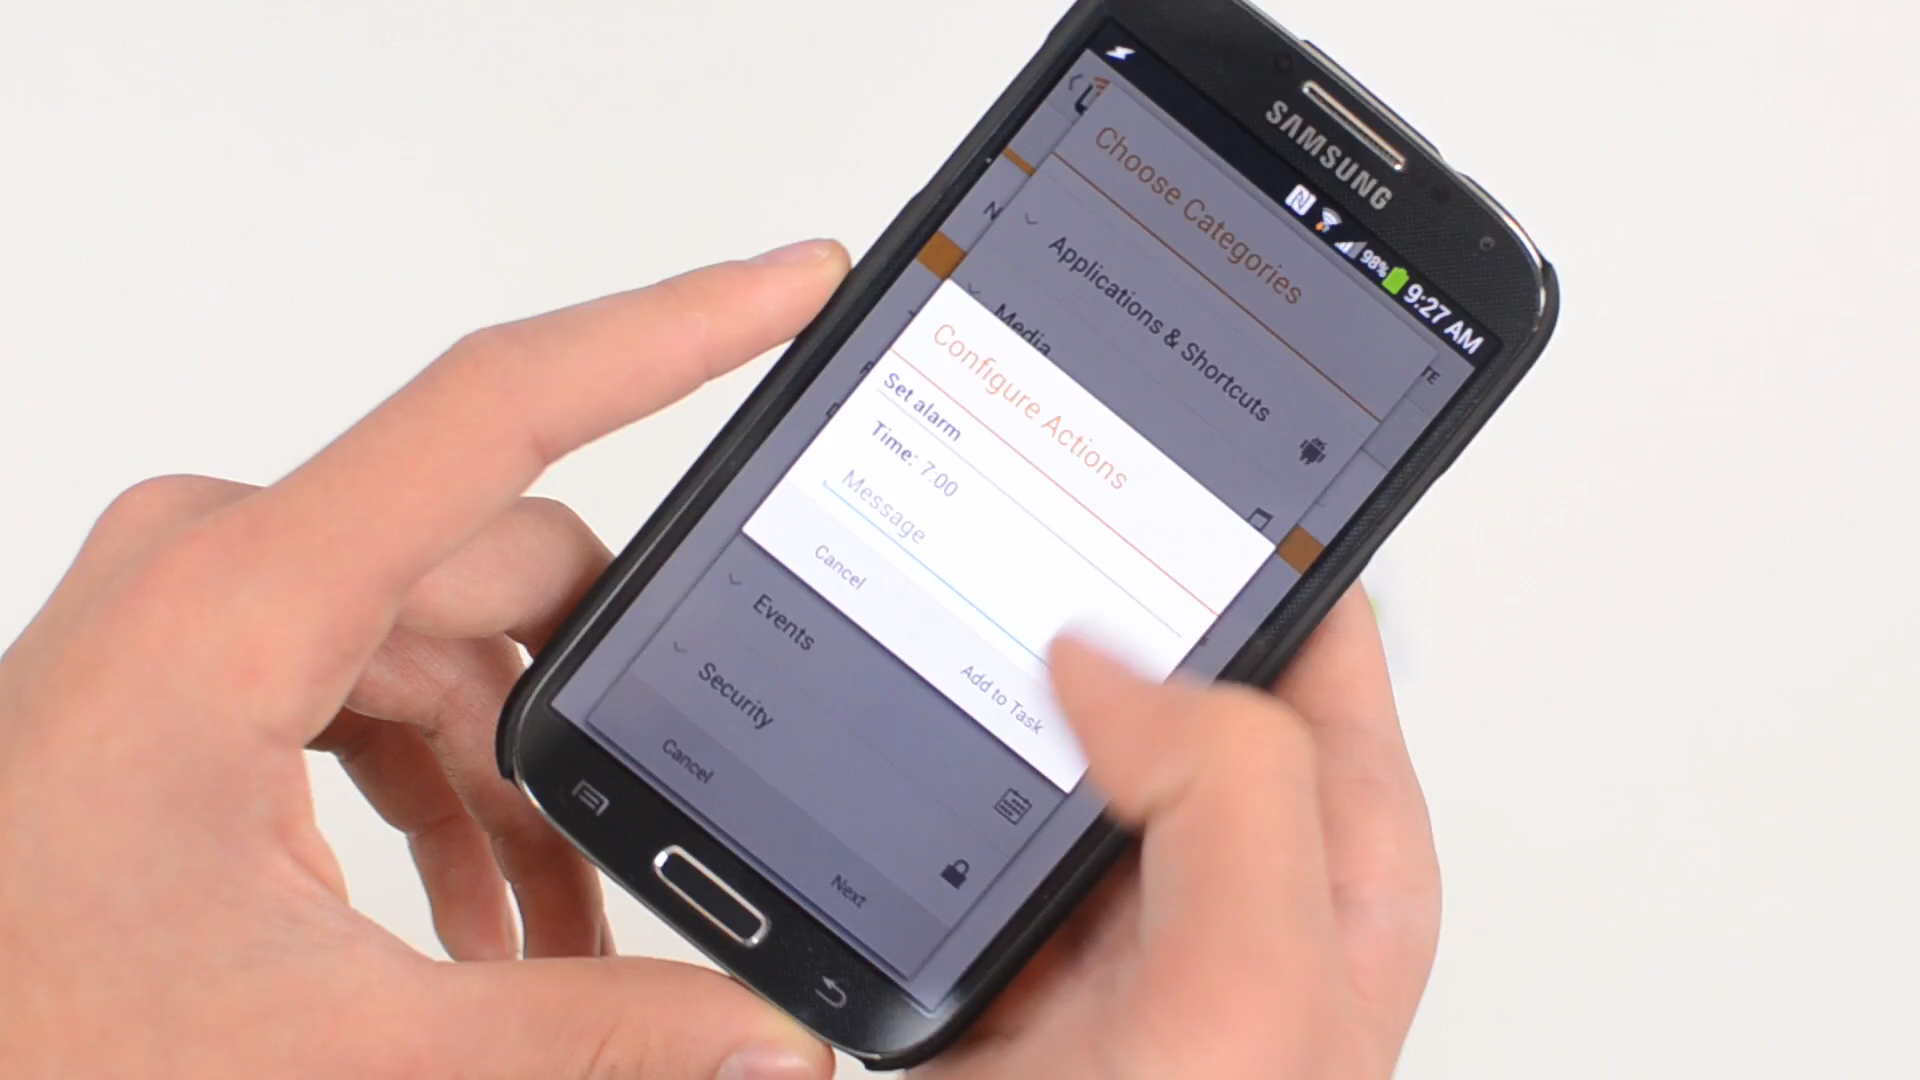 SAMSUNG
98% 9:27 AM
Choose Categories
Applications & Shortcuts
Media
Configure Actions
Set alarm
Time: 7:00
Message
Cancel
Add to Task
Events
Security
Cancel
Next